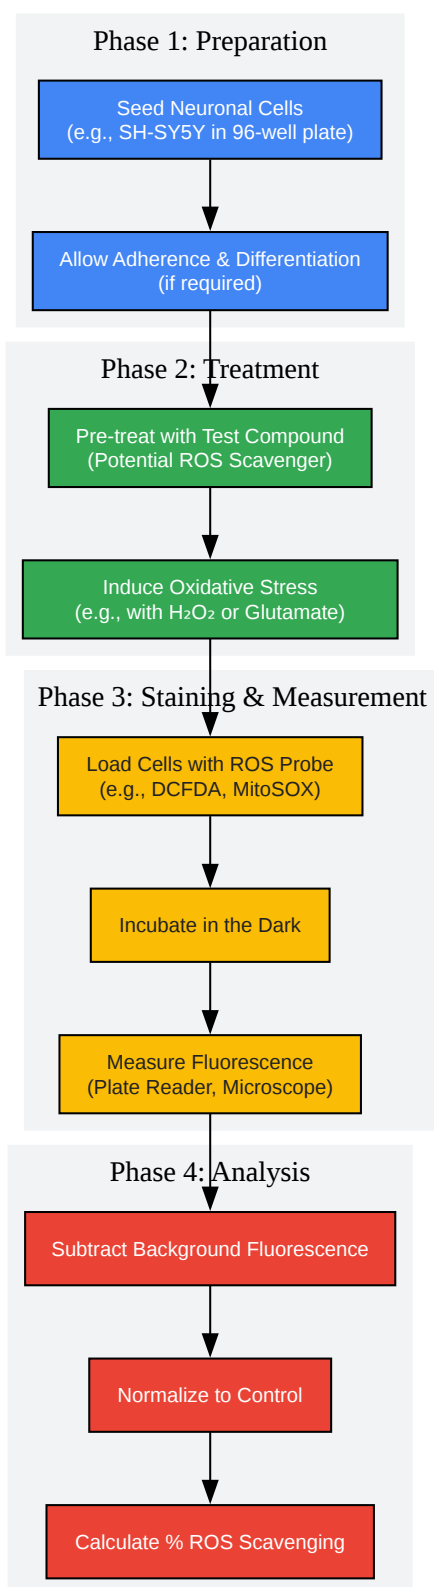 Phase 1: Preparation
Seed Neuronal Cells
(e.g., SH-SY5Y in 96-well plate)
Allow Adherence & Differentiation
(if required)
Phase 2: Treatment
Pre-treat with Test Compound
(Potential ROS Scavenger)
Induce Oxidative Stress
(e.g., with H₂O₂ or Glutamate)
Phase 3: Staining & Measurement
Load Cells with ROS Probe
(e.g., DCFDA, MitoSOX)
Incubate in the Dark
Measure Fluorescence
(Plate Reader, Microscope)
Phase 4: Analysis
Subtract Background Fluorescence
Normalize to Control
Calculate % ROS Scavenging